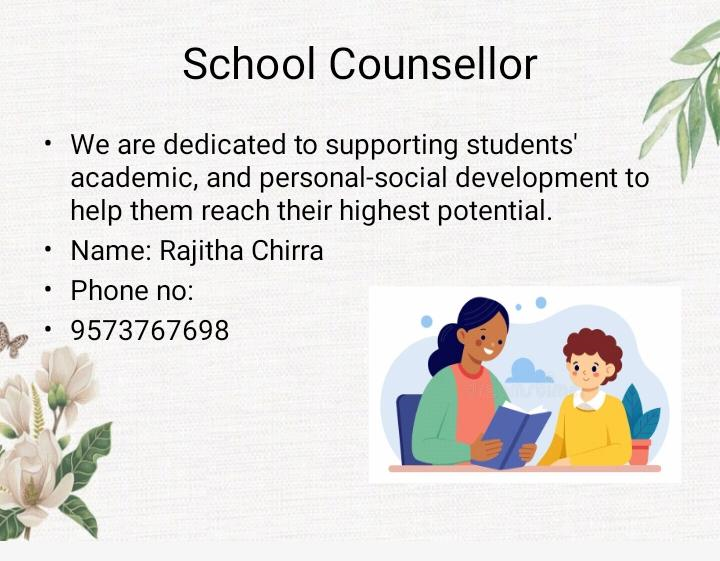 School Counsellor
• We are dedicated to supporting students'
academic, and personal-social development to
help them reach their highest potential.
• Name: Rajitha Chirra
• Phone no:
• 9573767698